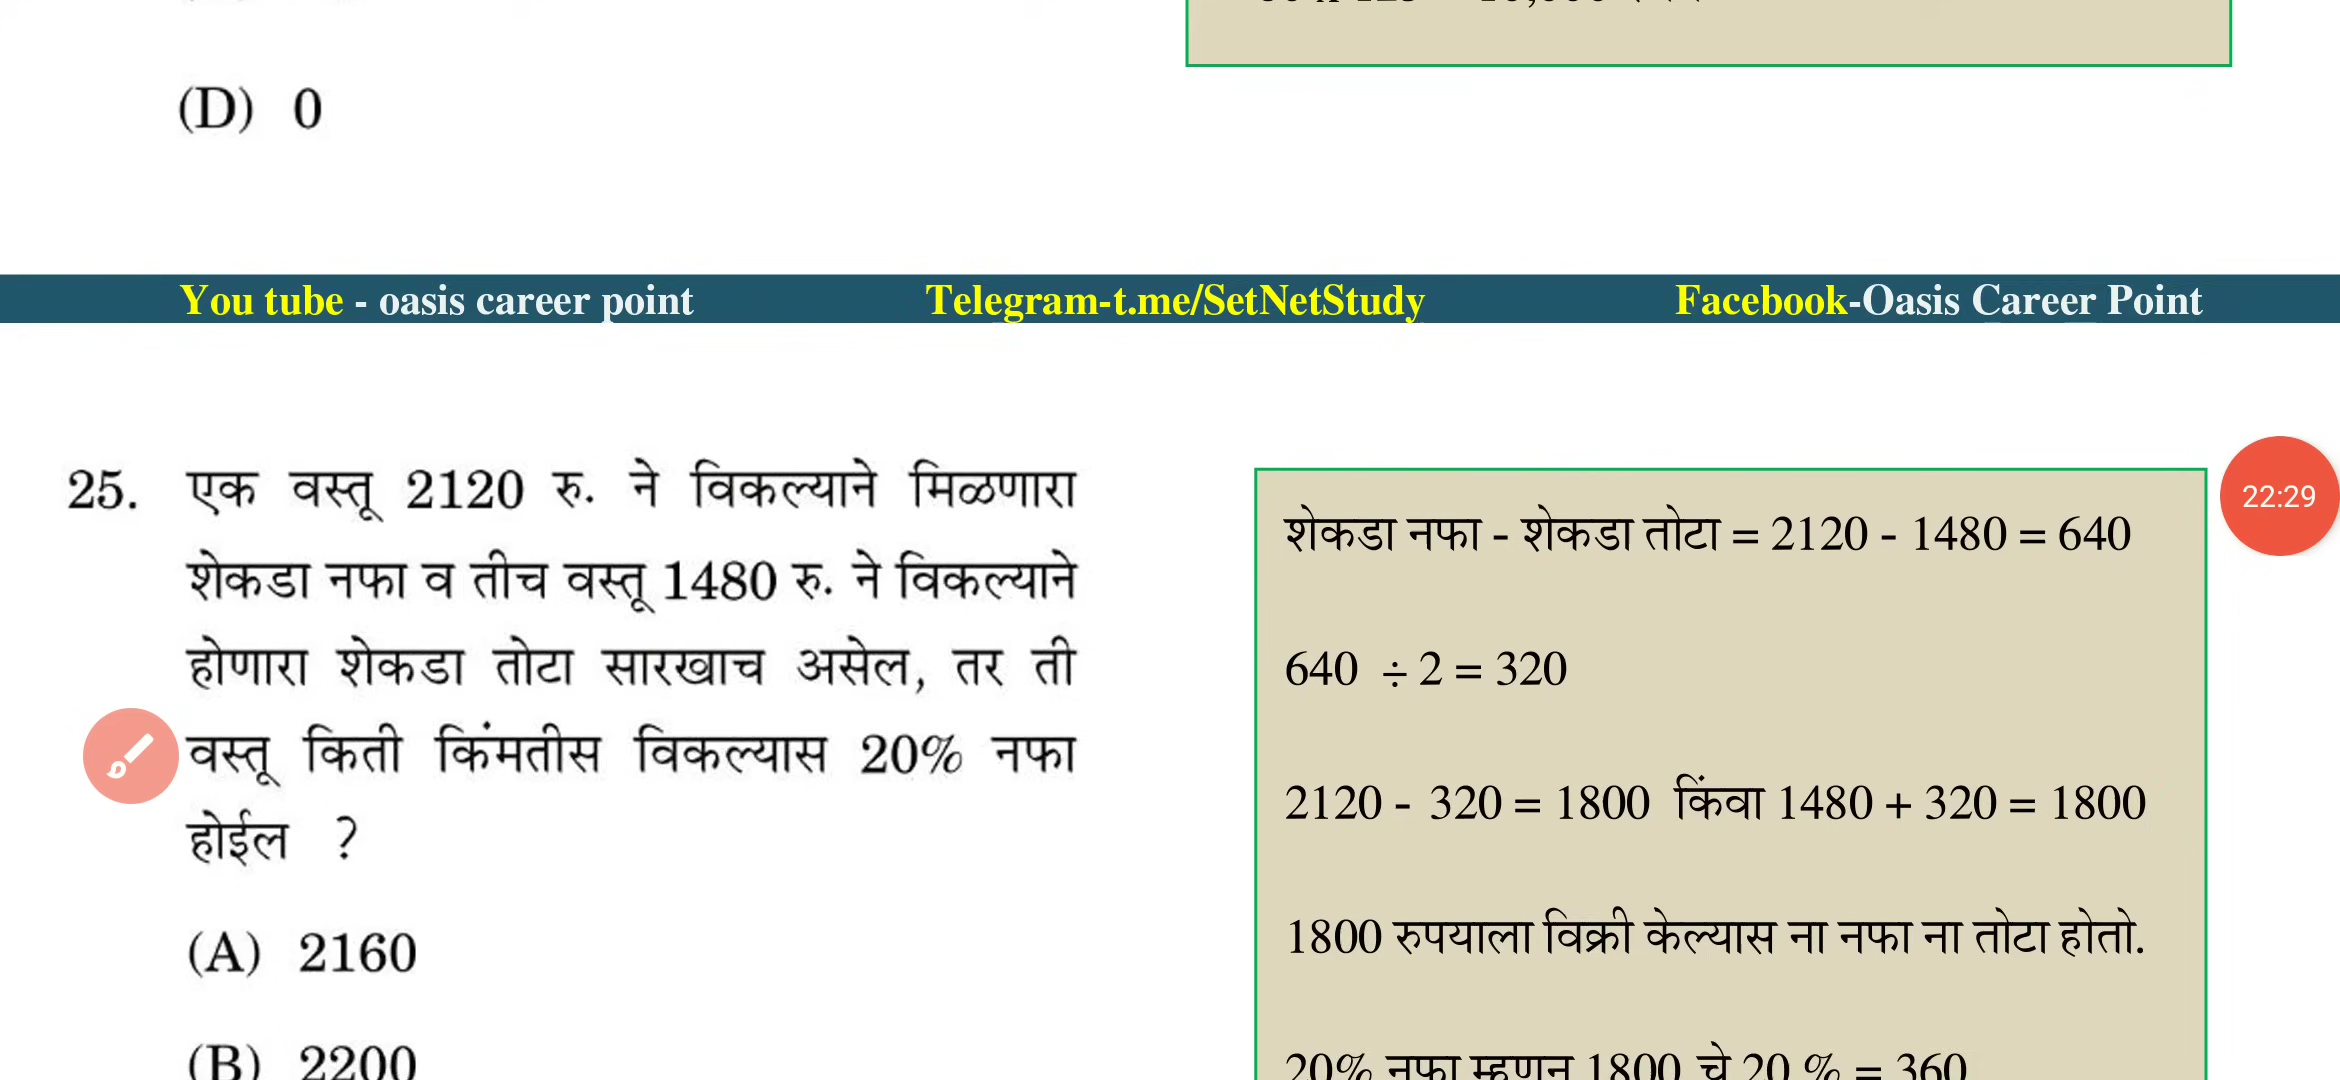 (D) 0
You tube - oasis career point Telegram-t.me/SetNetStudy Facebook-Oasis Career Point
25. एक वस्तू 2120 रु. ने विकल्याने मिळणारा
शेकडा नफा व तीच वस्तू 1480 रु. ने विकल्याने
होणारा शेकडा तोटा सारखाच असेल, तर ती
वस्तू किती किंमतीस विकल्यास 20% नफा
होईल ?
(A) 2160
(B) 2200
शेकडा नफा - शेकडा तोटा = 2120 - 1480 = 640
640 ÷ 2 = 320
2120 - 320 = 1800 किंवा 1480 + 320 = 1800
1800 रुपयाला विक्री केल्यास ना नफा ना तोटा होतो.
20% नफा म्हणून 1800 चे 20 % = 360
22:29